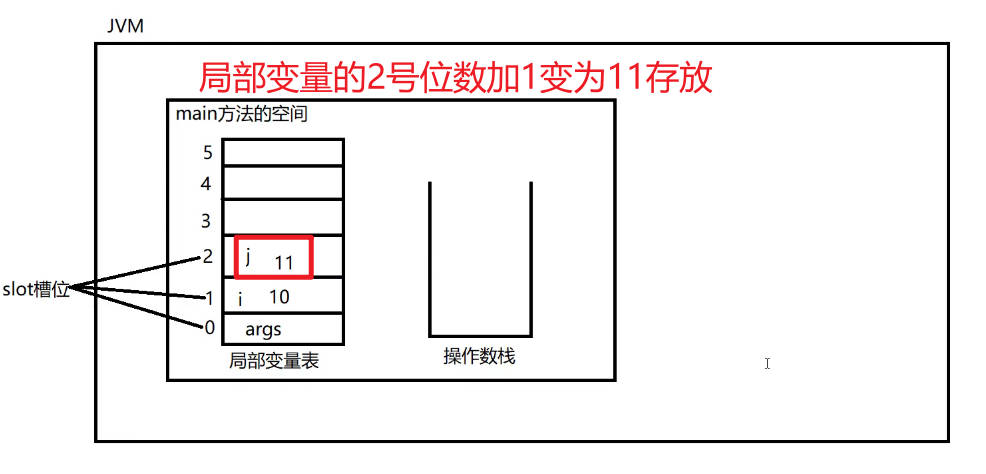 JVM
局部变量的2号位数加1变为11存放
main方法的空间
5
4
3
2 j 11
slot槽位
1 i 10
0 args
局部变量表
操作数栈